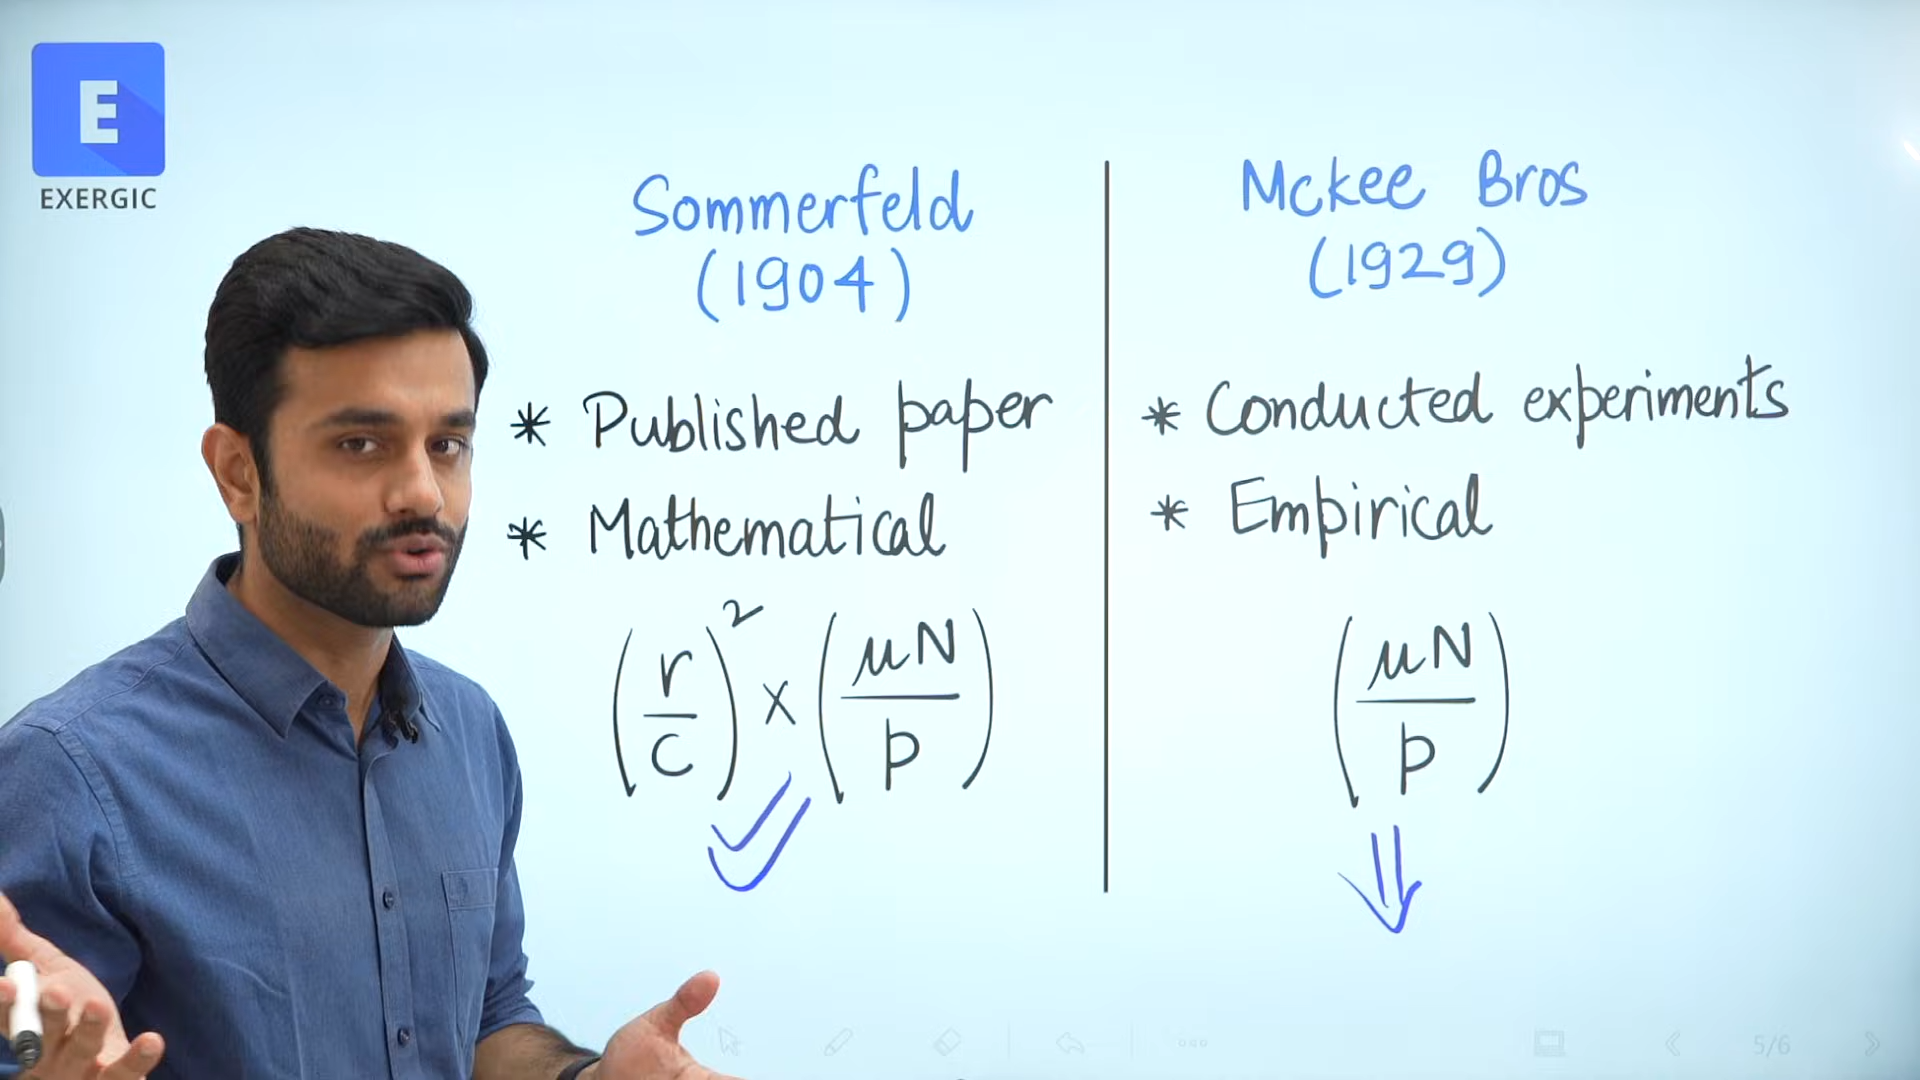 E
EXERGIC
Sommerfeld
(1904)
* Published paper
* Mathematical
(r/c)² × (μN/p)
Mckee Bros
(1929)
* Conducted experiments
* Empirical
(μN/p)
5/6